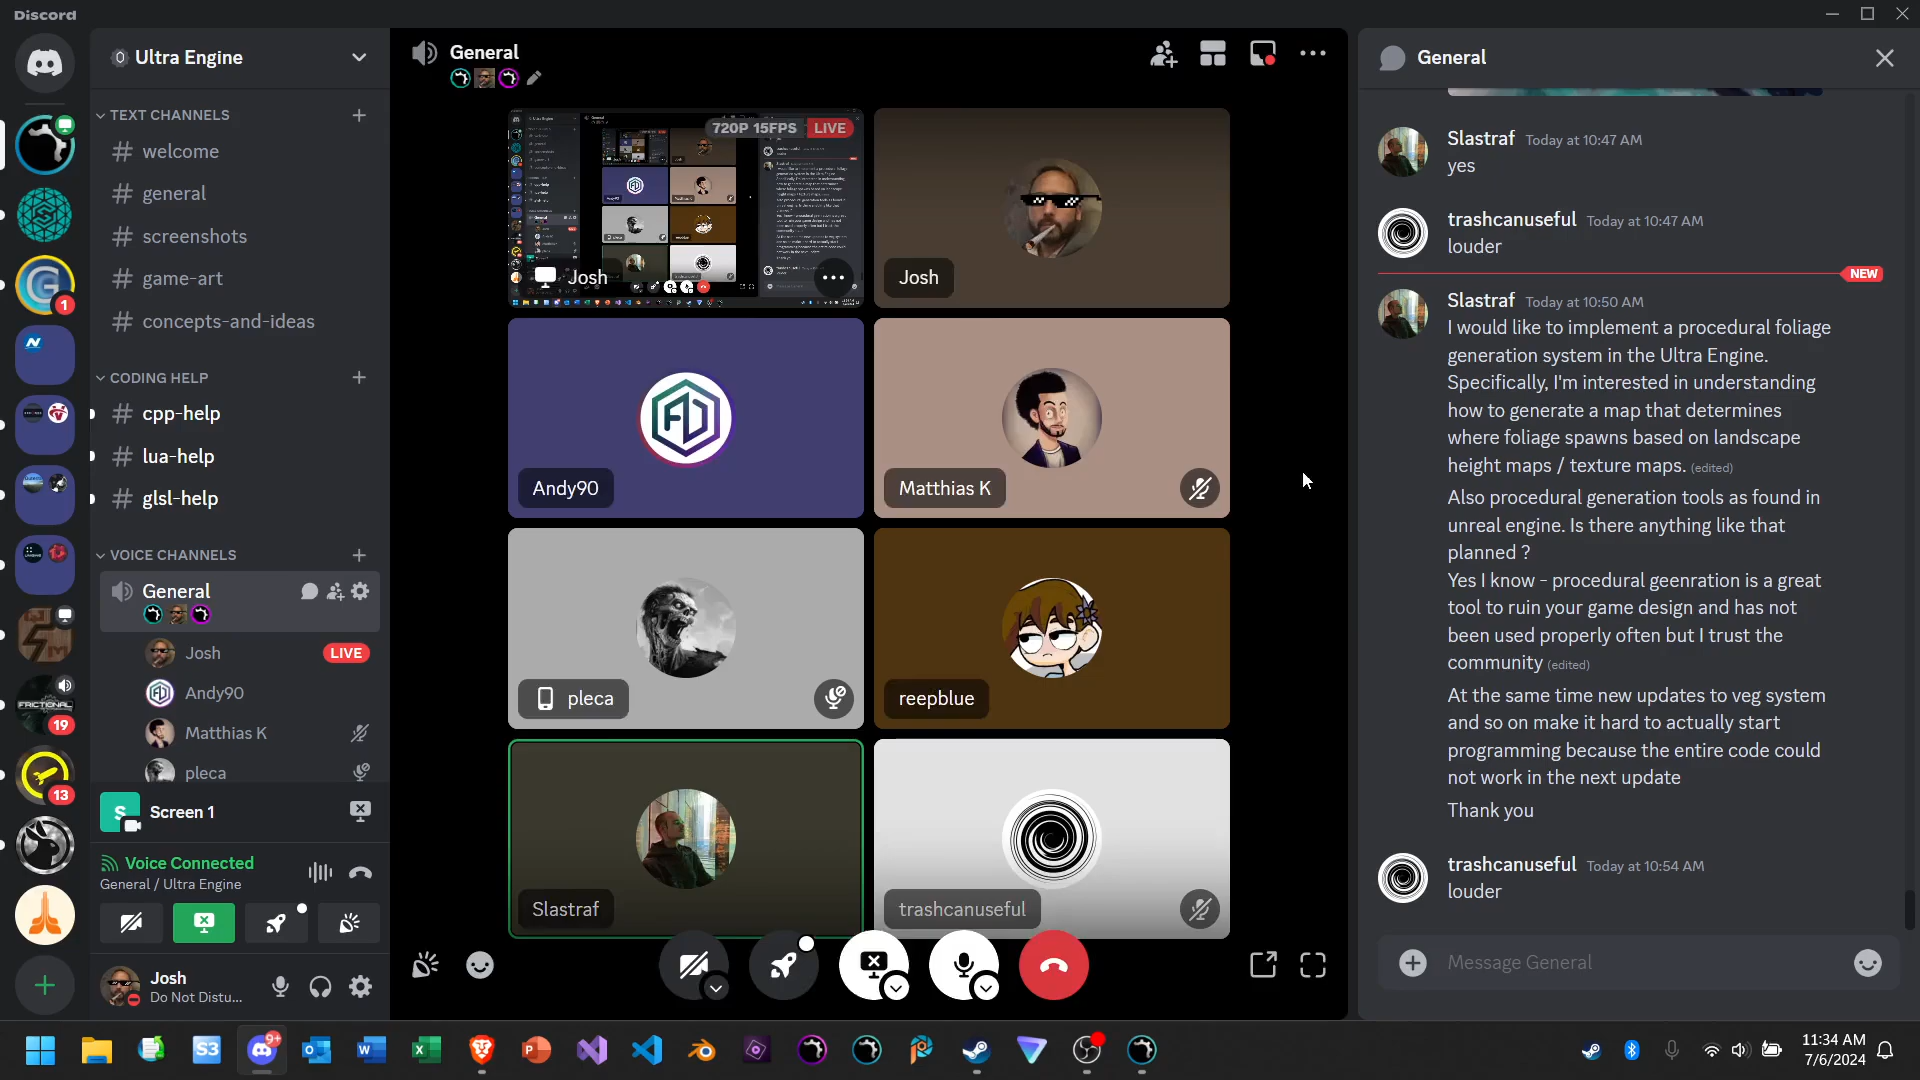 Discord
Ultra Engine
TEXT CHANNELS
welcome
general
screenshots
game-art
concepts-and-ideas
CODING HELP
cpp-help
lua-help
glsl-help
VOICE CHANNELS
General
Josh
LIVE
Andy90
Matthias K
pleca
S
Screen 1
Voice Connected
General / Ultra Engine
Josh
Do Not Distu...
1
FRICTIONAL
19
13
General
720P 15FPS
LIVE
Josh
Josh
Andy90
Matthias K
pleca
reepblue
Slastraf
trashcanuseful
General
Slastraf Today at 10:47 AM
yes
trashcanuseful Today at 10:47 AM
louder
NEW
Slastraf Today at 10:50 AM
I would like to implement a procedural foliage
generation system in the Ultra Engine.
Specifically, I'm interested in understanding
how to generate a map that determines
where foliage spawns based on landscape
height maps / texture maps. (edited)
Also procedural generation tools as found in
unreal engine. Is there anything like that
planned ?
Yes I know - procedural geenration is a great
tool to ruin your game design and has not
been used properly often but I trust the
community (edited)
At the same time new updates to veg system
and so on make it hard to actually start
programming because the entire code could
not work in the next update
Thank you
trashcanuseful Today at 10:54 AM
louder
Message General
S3
9+
11:34 AM
7/6/2024